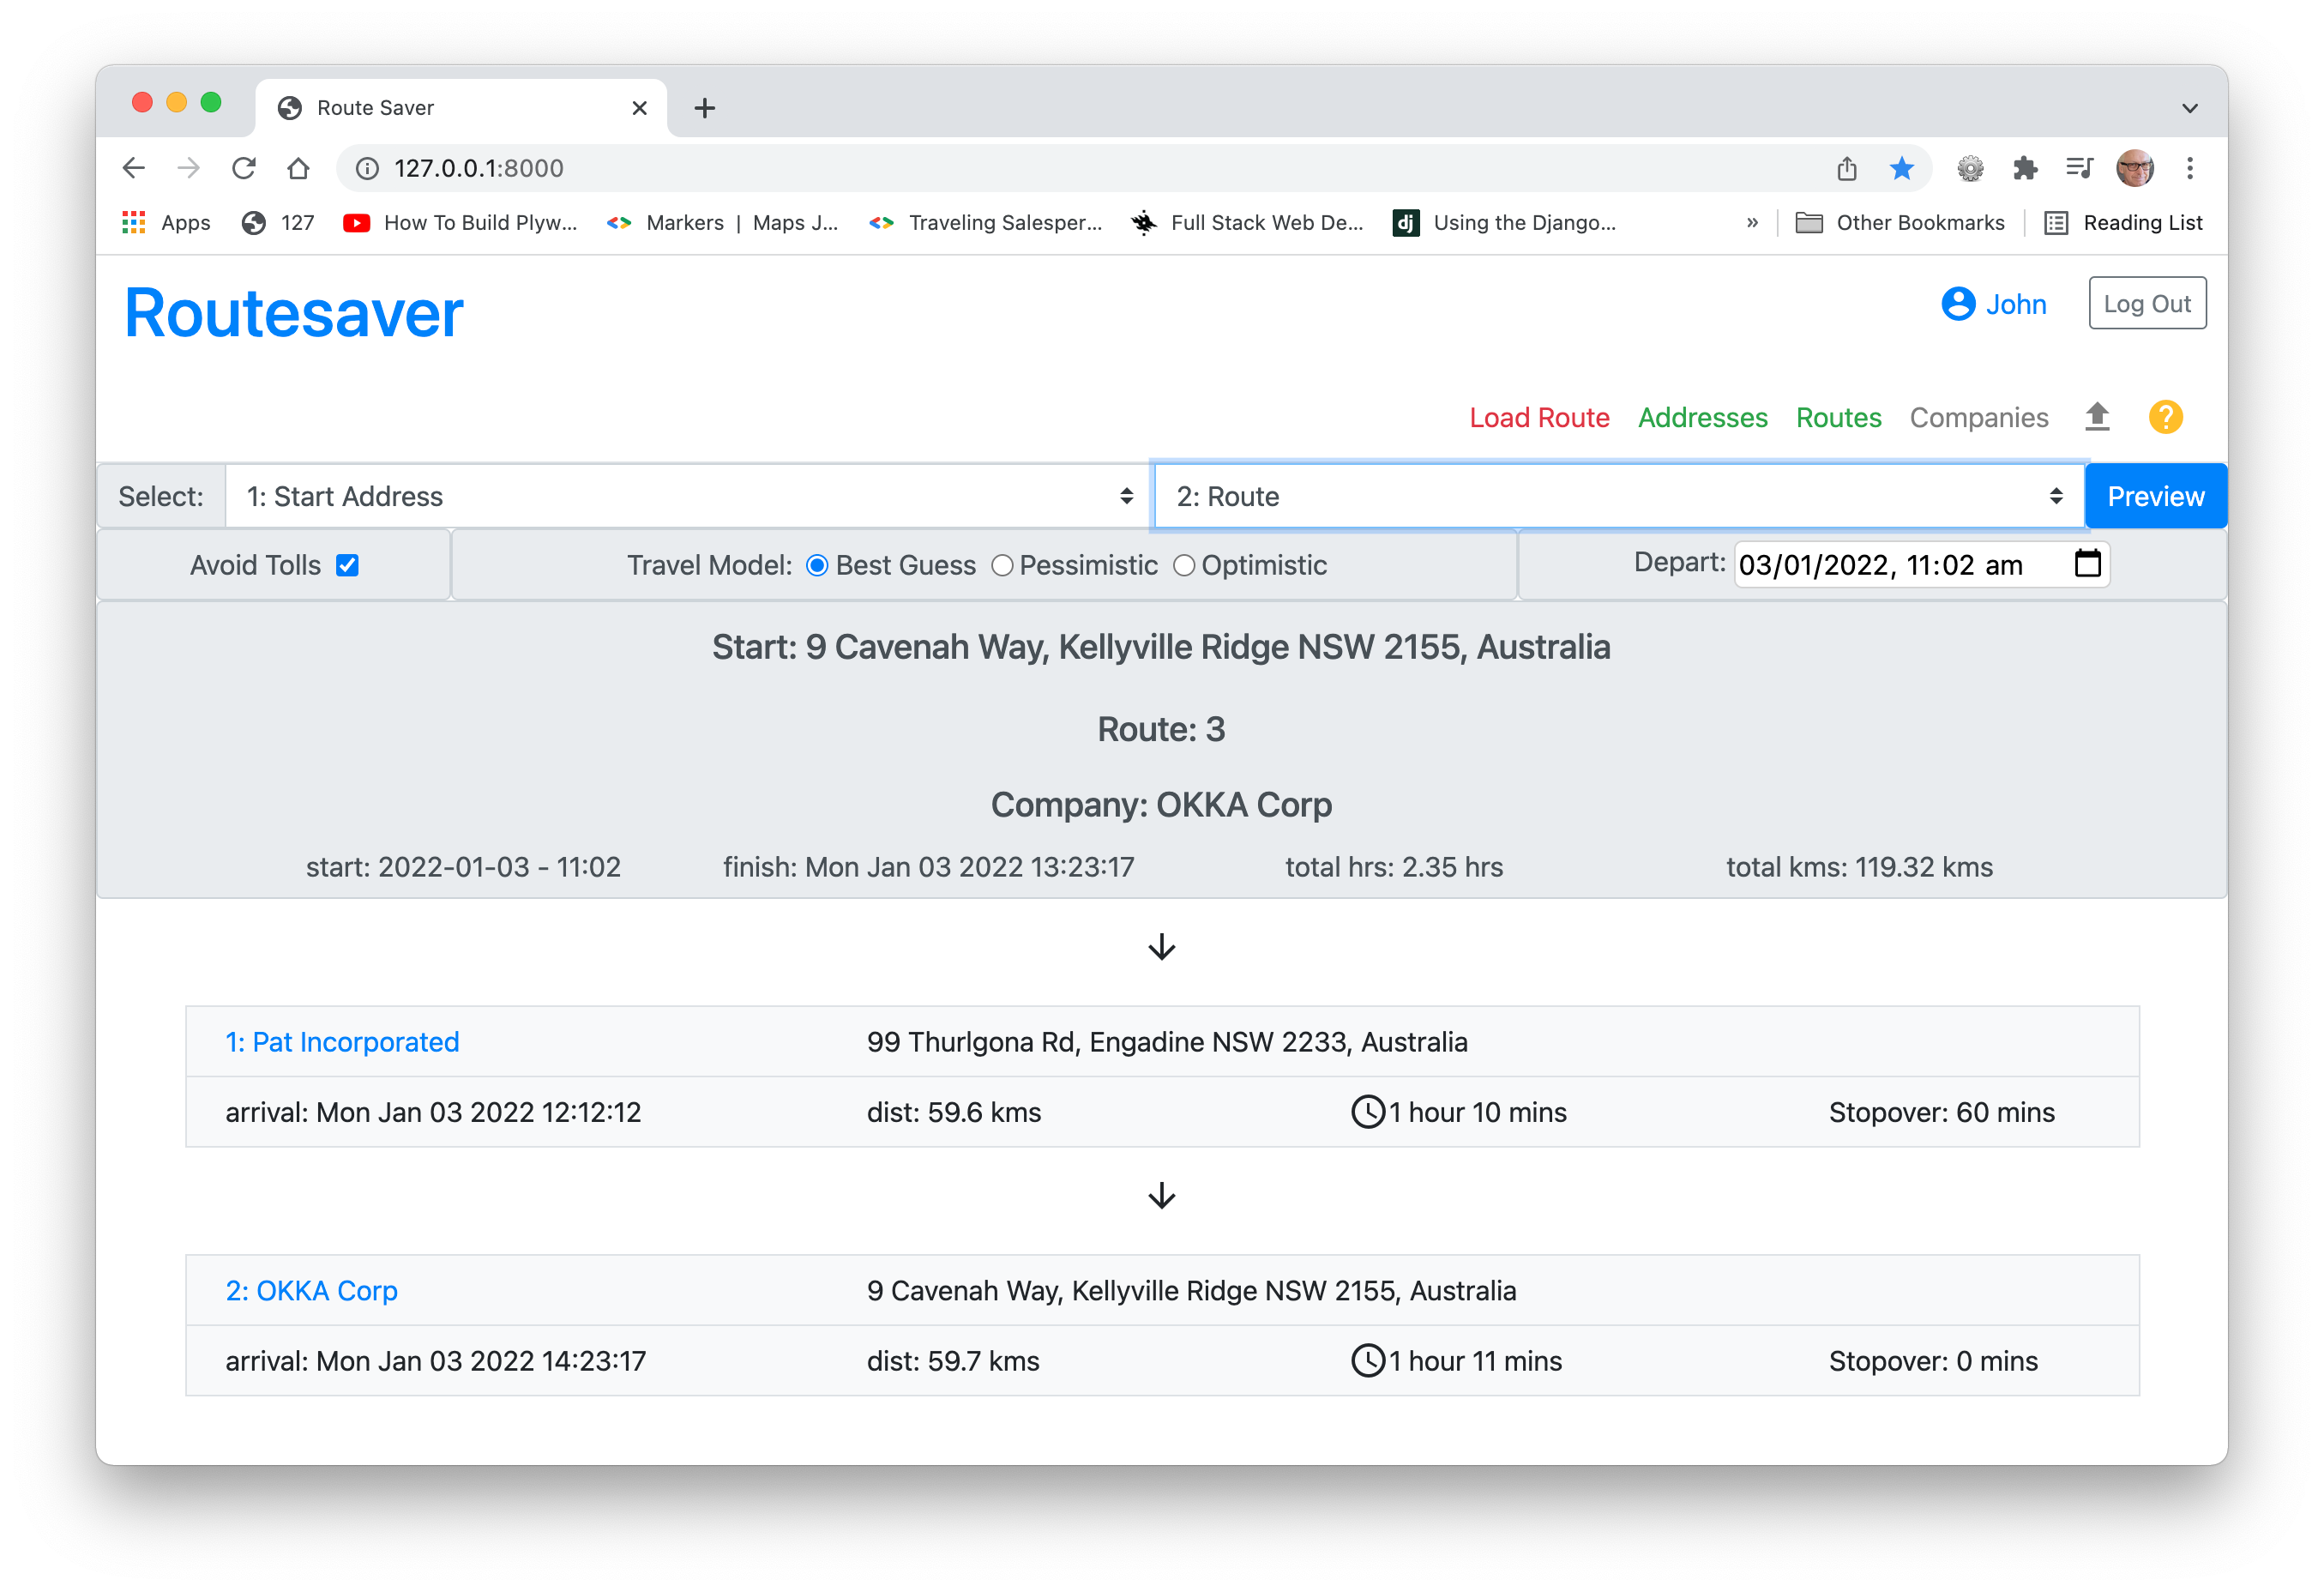 Route Saver
127.0.0.1:8000
Apps 127 How To Build Plyw... Markers | Maps J... Traveling Salesper... Full Stack Web De... dj Using the Django... » Other Bookmarks Reading List
Routesaver John Log Out
Load Route Addresses Routes Companies ?
Select: 1: Start Address 2: Route Preview
Avoid Tolls Travel Model: Best Guess Pessimistic Optimistic Depart: 03/01/2022, 11:02 am
Start: 9 Cavenah Way, Kellyville Ridge NSW 2155, Australia
Route: 3
Company: OKKA Corp
start: 2022-01-03 - 11:02 finish: Mon Jan 03 2022 13:23:17 total hrs: 2.35 hrs total kms: 119.32 kms
1: Pat Incorporated 99 Thurlgona Rd, Engadine NSW 2233, Australia
arrival: Mon Jan 03 2022 12:12:12 dist: 59.6 kms 1 hour 10 mins Stopover: 60 mins
2: OKKA Corp 9 Cavenah Way, Kellyville Ridge NSW 2155, Australia
arrival: Mon Jan 03 2022 14:23:17 dist: 59.7 kms 1 hour 11 mins Stopover: 0 mins